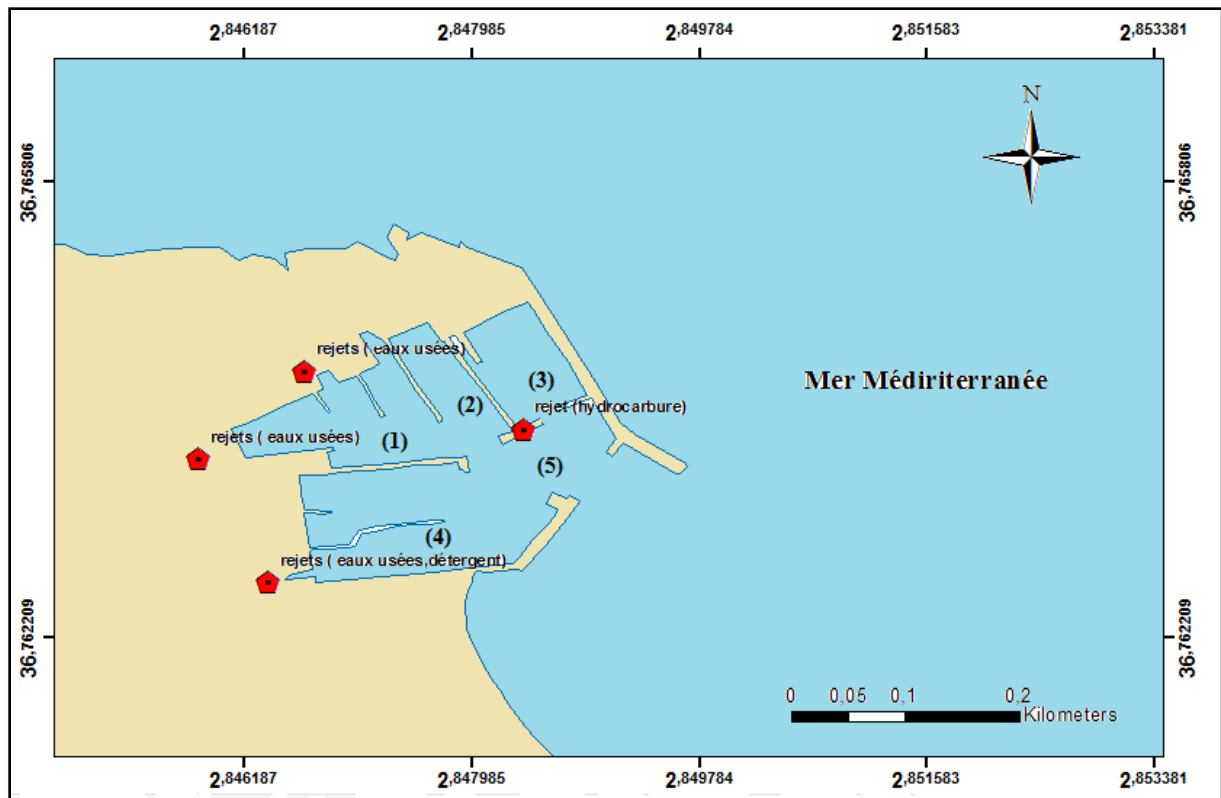 2,846187 2,847985 2,849784 2,851583 2,853381
N
36,765806 36,765806
rejets ( eaux usées)
(3)
Mer Médiriterranée
(2)
rejet (hydrocarbure)
rejets ( eaux usées)
(1)
(5)
(4)
rejets ( eaux usées,détergent)
36,762209 36,762209
0 0,05 0,1 0,2
Kilometers
2,846187 2,847985 2,849784 2,851583 2,853381